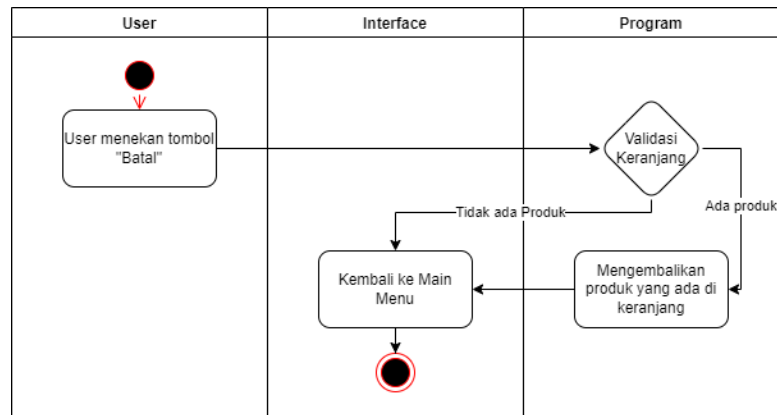 User
Interface
Program
User menekan tombol
"Batal"
Validasi
Keranjang
Tidak ada Produk
Ada produk
Kembali ke Main
Menu
Mengembalikan
produk yang ada di
keranjang